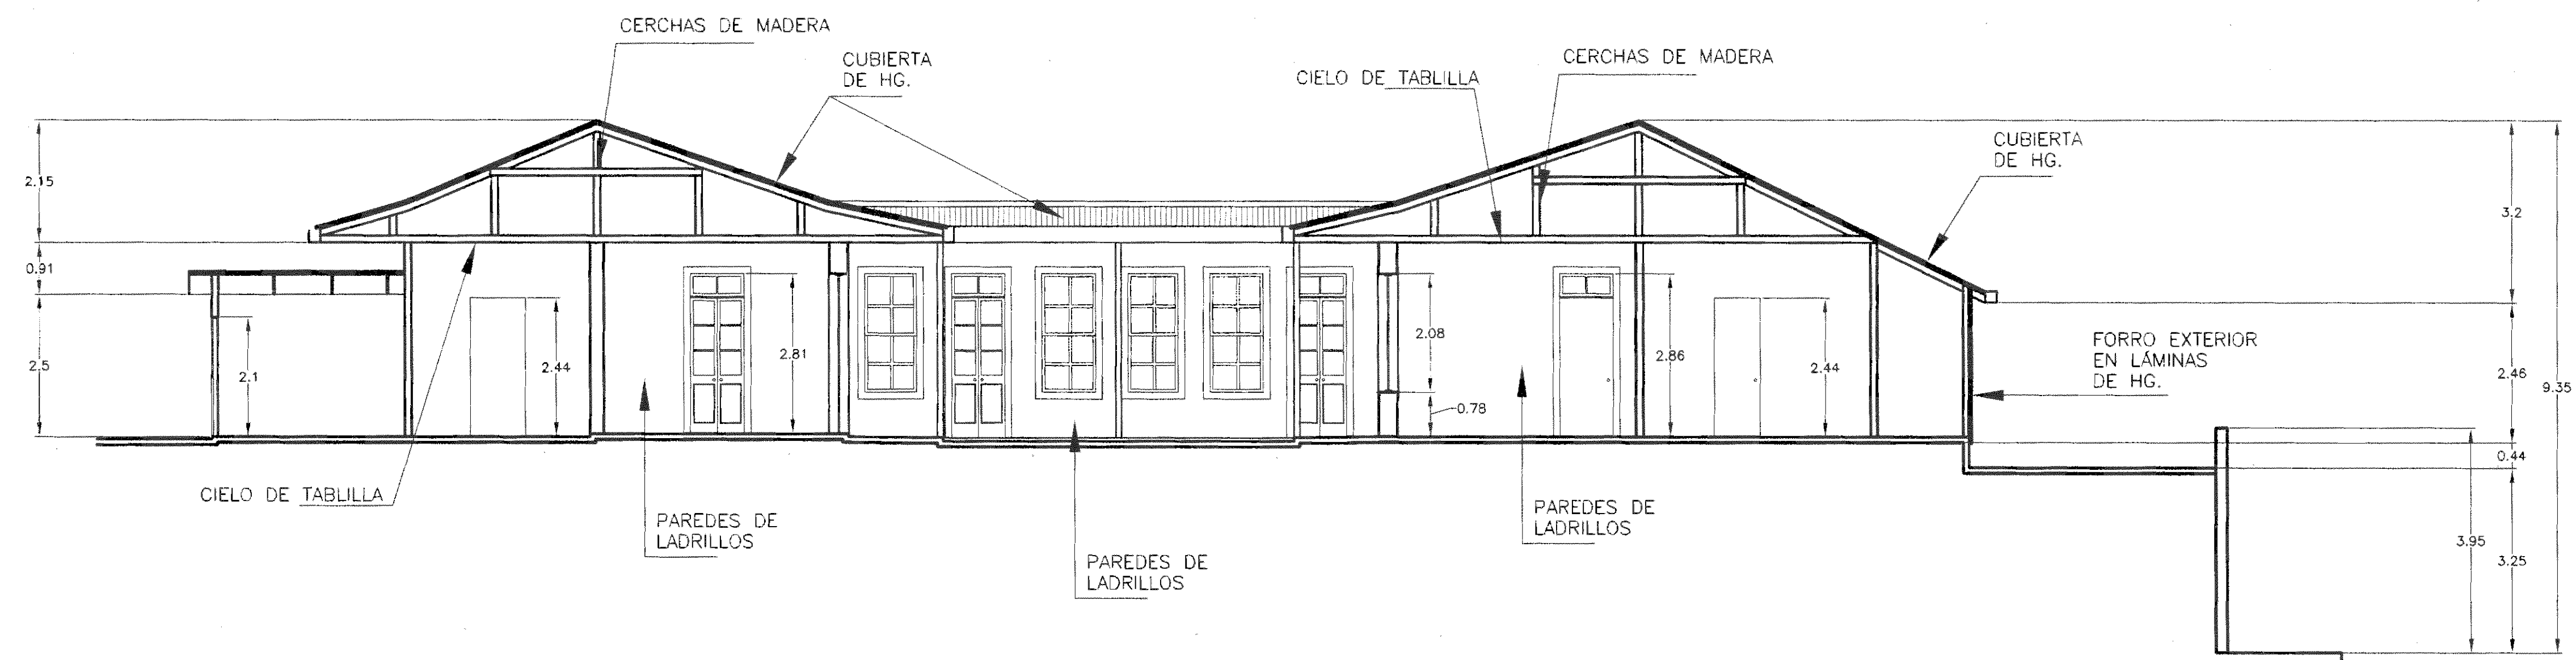 CERCHAS DE MADERA
CUBIERTA
DE HG.
CERCHAS DE MADERA
CIELO DE TABLILLA
CUBIERTA
DE HG.
2.15
0.91
2.5
2.1
2.44
2.81
2.08
0.78
2.86
2.44
3.2
2.46
9.35
0.44
3.95
3.25
FORRO EXTERIOR
EN LÁMINAS
DE HG.
CIELO DE TABLILLA
PAREDES DE
LADRILLOS
PAREDES DE
LADRILLOS
PAREDES DE
LADRILLOS